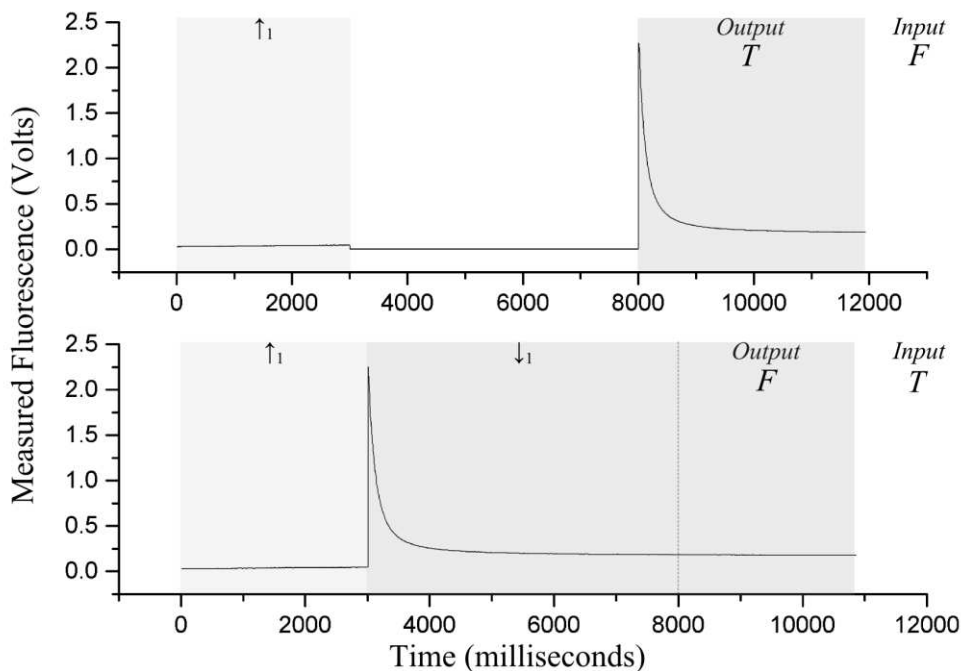 ↑1 Output Input
T F
2.5
2.0
1.5
1.0
0.5
0.0
0 2000 4000 6000 8000 10000 12000
↑1 ↓1 Output Input
F T
2.5
2.0
1.5
1.0
0.5
0.0
0 2000 4000 6000 8000 10000 12000
Time (milliseconds)
Measured Fluorescence (Volts)